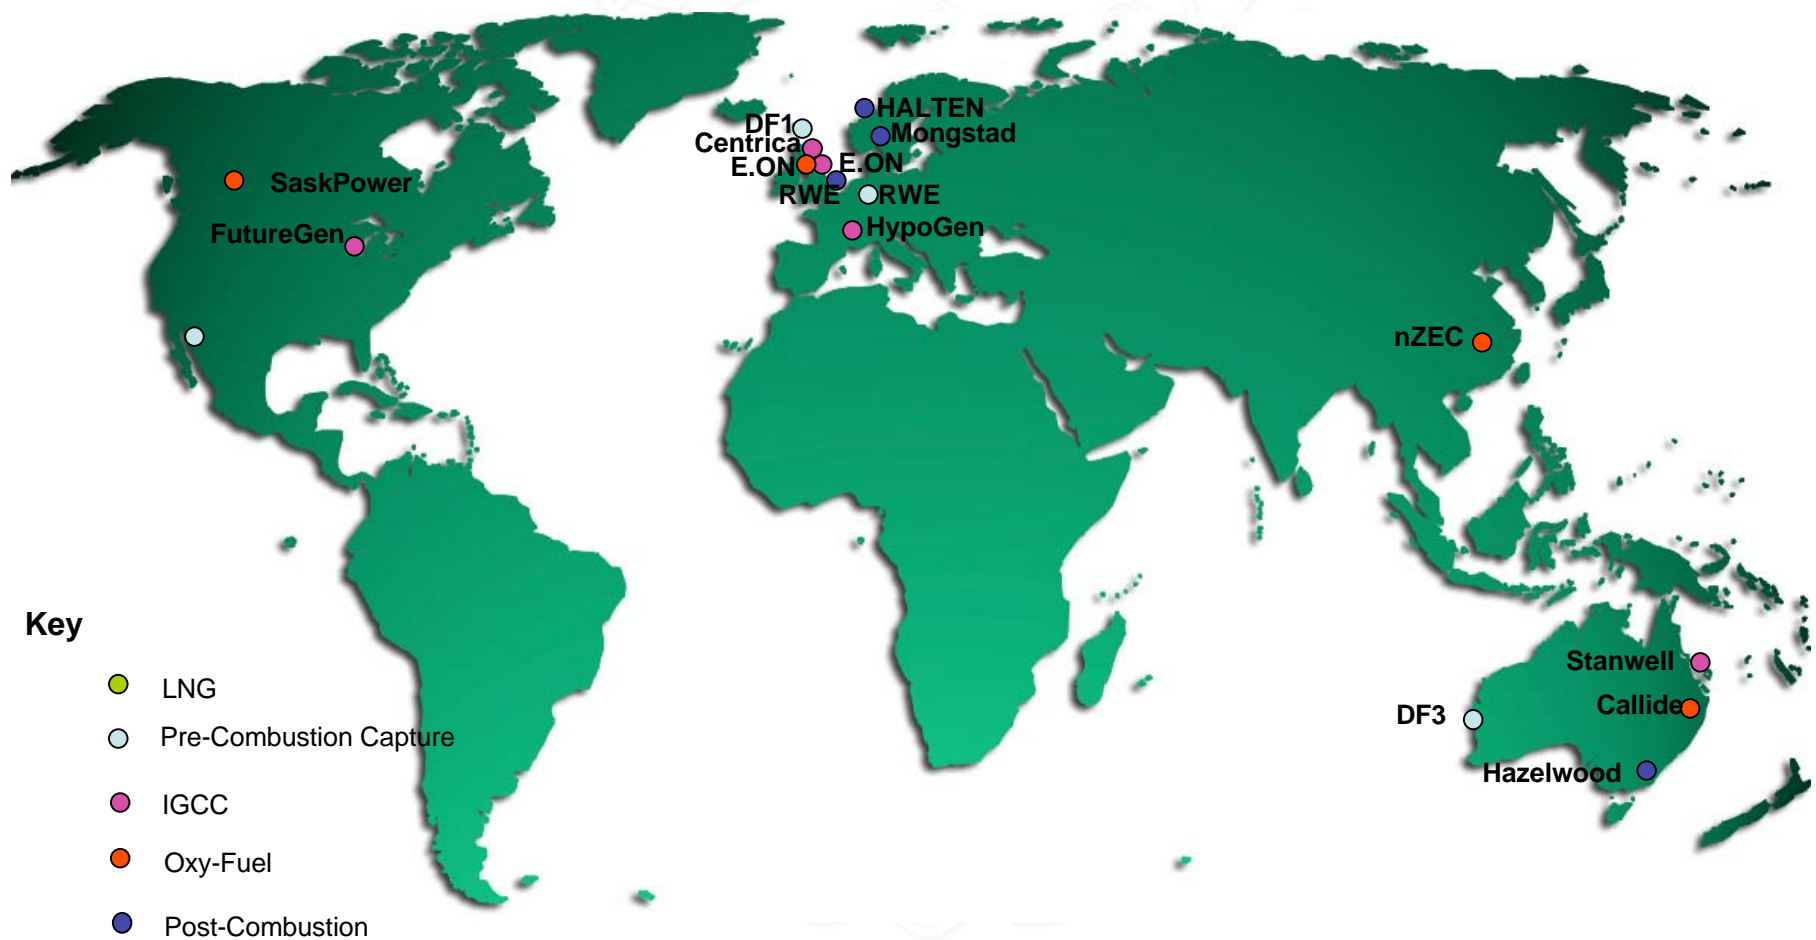 HALTEN
DF1
Mongstad
Centrica
E.ON
E.ON
SaskPower
RWE
RWE
FutureGen
HypoGen
nZEC
Key
Stanwell
LNG
Callide
DF3
Pre-Combustion Capture
Hazelwood
IGCC
Oxy-Fuel
Post-Combustion